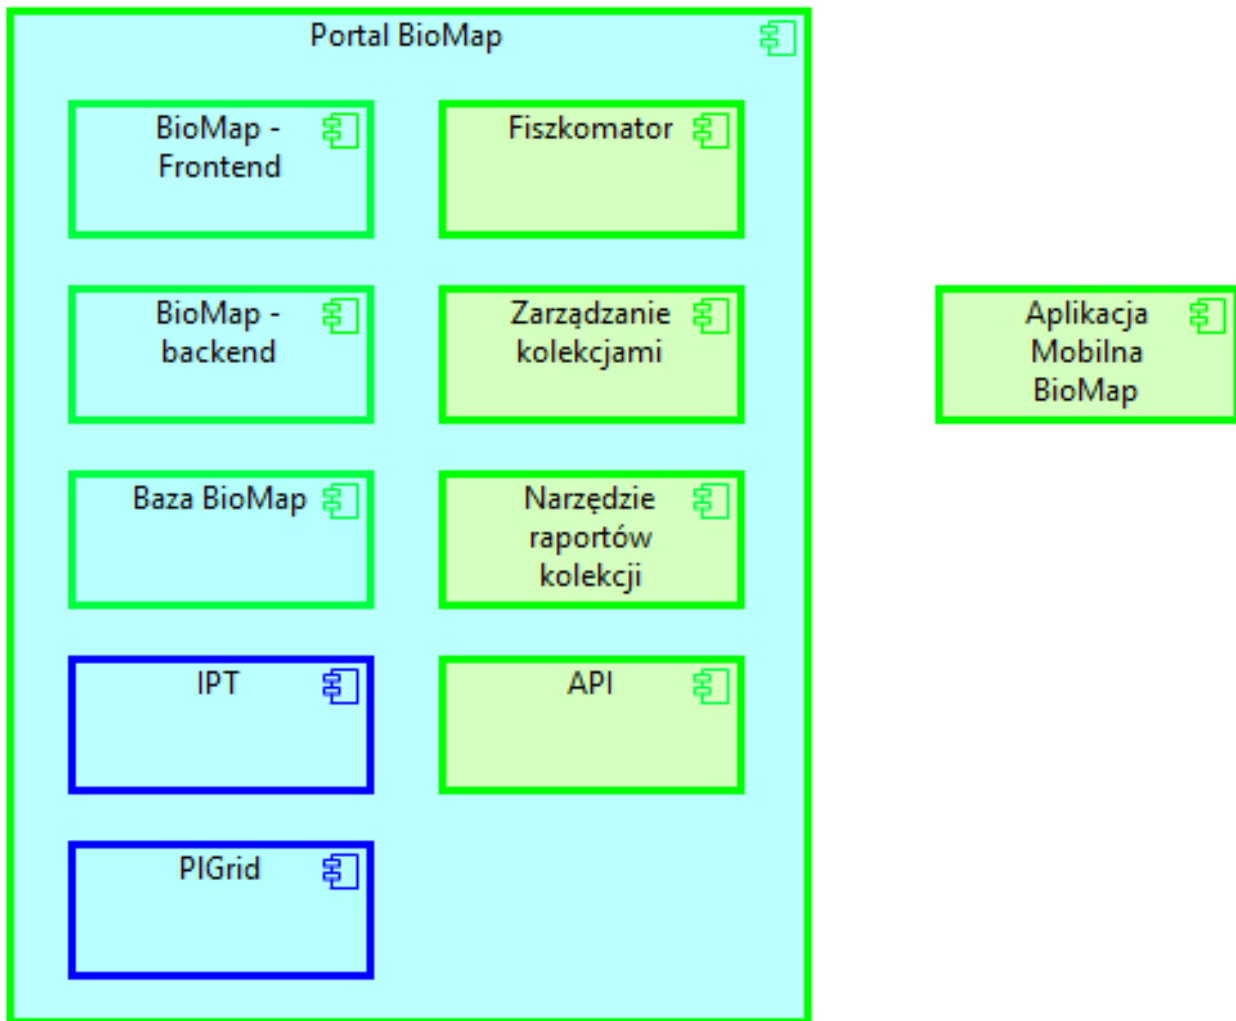 Portal BioMap
BioMap -
Frontend
Fiszkomator
BioMap -
backend
Zarządzanie
kolekcjami
Aplikacja
Mobilna
BioMap
Baza BioMap
Narzędzie
raportów
kolekcji
IPT
API
PlGrid